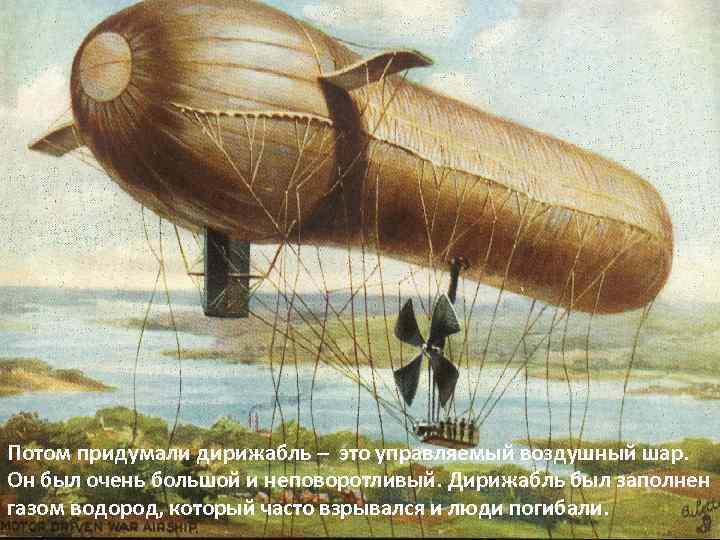 Потом придумали дирижабль – это управляемый воздушный шар.
Он был очень большой и неповоротливый. Дирижабль был заполнен
газом водород, который часто взрывался и люди погибали.
MOTOR DRIVEN WAR AIRSHIP.